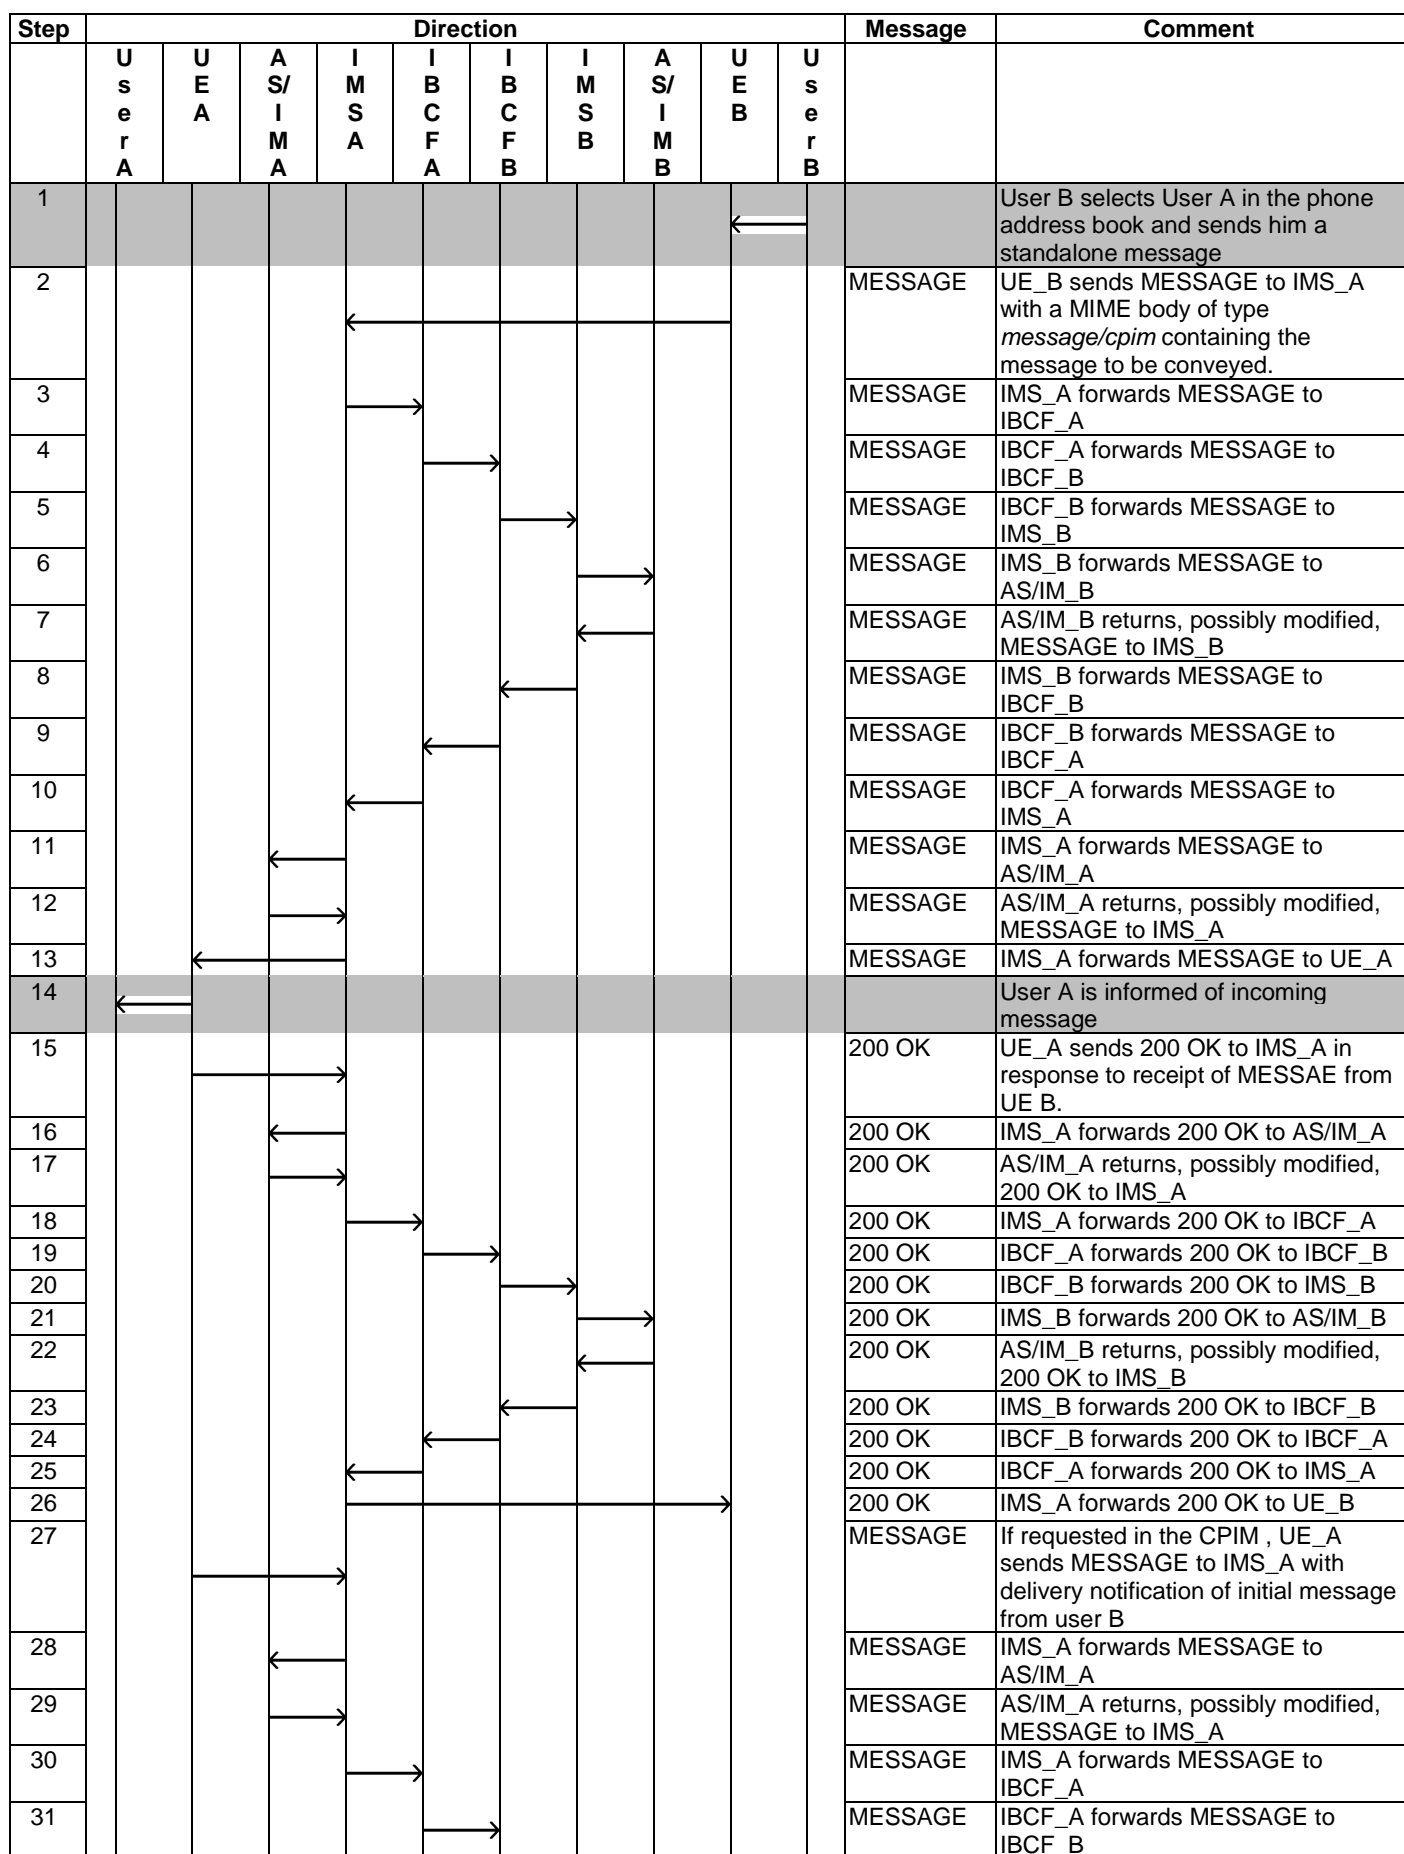 Step Direction Message Comment
U U A I I I I A U U
s E S/ M B B M S/ E s
e A I S C C S I B e
r M A F F B M r
A A A B B B
1 User B selects User A in the phone
address book and sends him a
standalone message
2 MESSAGE UE_B sends MESSAGE to IMS_A
with a MIME body of type
message/cpim containing the
message to be conveyed.
3 MESSAGE IMS_A forwards MESSAGE to
IBCF_A
4 MESSAGE IBCF_A forwards MESSAGE to
IBCF_B
5 MESSAGE IBCF_B forwards MESSAGE to
IMS_B
6 MESSAGE IMS_B forwards MESSAGE to
AS/IM_B
7 MESSAGE AS/IM_B returns, possibly modified,
MESSAGE to IMS_B
8 MESSAGE IMS_B forwards MESSAGE to
IBCF_B
9 MESSAGE IBCF_B forwards MESSAGE to
IBCF_A
10 MESSAGE IBCF_A forwards MESSAGE to
IMS_A
11 MESSAGE IMS_A forwards MESSAGE to
AS/IM_A
12 MESSAGE AS/IM_A returns, possibly modified,
MESSAGE to IMS_A
13 MESSAGE IMS_A forwards MESSAGE to UE_A
14 User A is informed of incoming
message
15 200 OK UE_A sends 200 OK to IMS_A in
response to receipt of MESSAE from
UE B.
16 200 OK IMS_A forwards 200 OK to AS/IM_A
17 200 OK AS/IM_A returns, possibly modified,
200 OK to IMS_A
18 200 OK IMS_A forwards 200 OK to IBCF_A
19 200 OK IBCF_A forwards 200 OK to IBCF_B
20 200 OK IBCF_B forwards 200 OK to IMS_B
21 200 OK IMS_B forwards 200 OK to AS/IM_B
22 200 OK AS/IM_B returns, possibly modified,
200 OK to IMS_B
23 200 OK IMS_B forwards 200 OK to IBCF_B
24 200 OK IBCF_B forwards 200 OK to IBCF_A
25 200 OK IBCF_A forwards 200 OK to IMS_A
26 200 OK IMS_A forwards 200 OK to UE_B
27 MESSAGE If requested in the CPIM , UE_A
sends MESSAGE to IMS_A with
delivery notification of initial message
from user B
28 MESSAGE IMS_A forwards MESSAGE to
AS/IM_A
29 MESSAGE AS/IM_A returns, possibly modified,
MESSAGE to IMS_A
30 MESSAGE IMS_A forwards MESSAGE to
IBCF_A
31 MESSAGE IBCF_A forwards MESSAGE to
IBCF_B